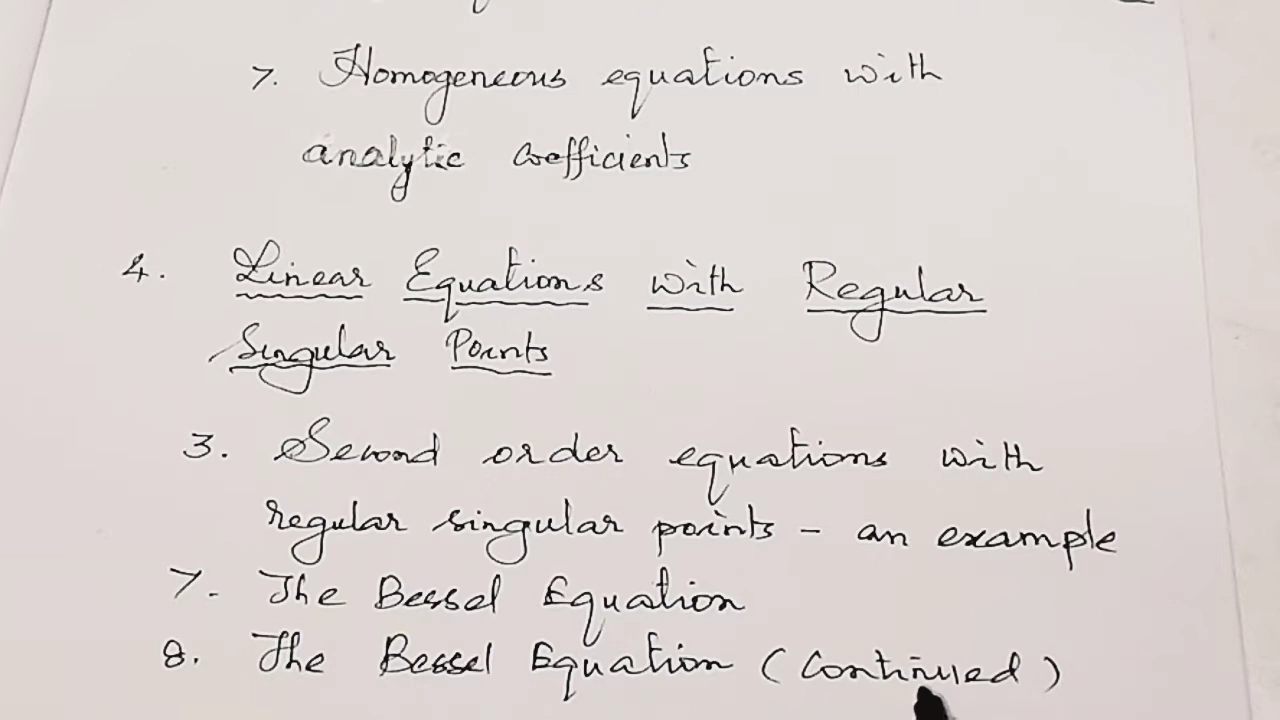 7. Homogeneous equations with
analytic coefficients
4. Linear Equations with Regular
Singular Points
3. Second order equations with
regular singular points - an example
7. The Bessel Equation
8. The Bessel Equation (Continued)